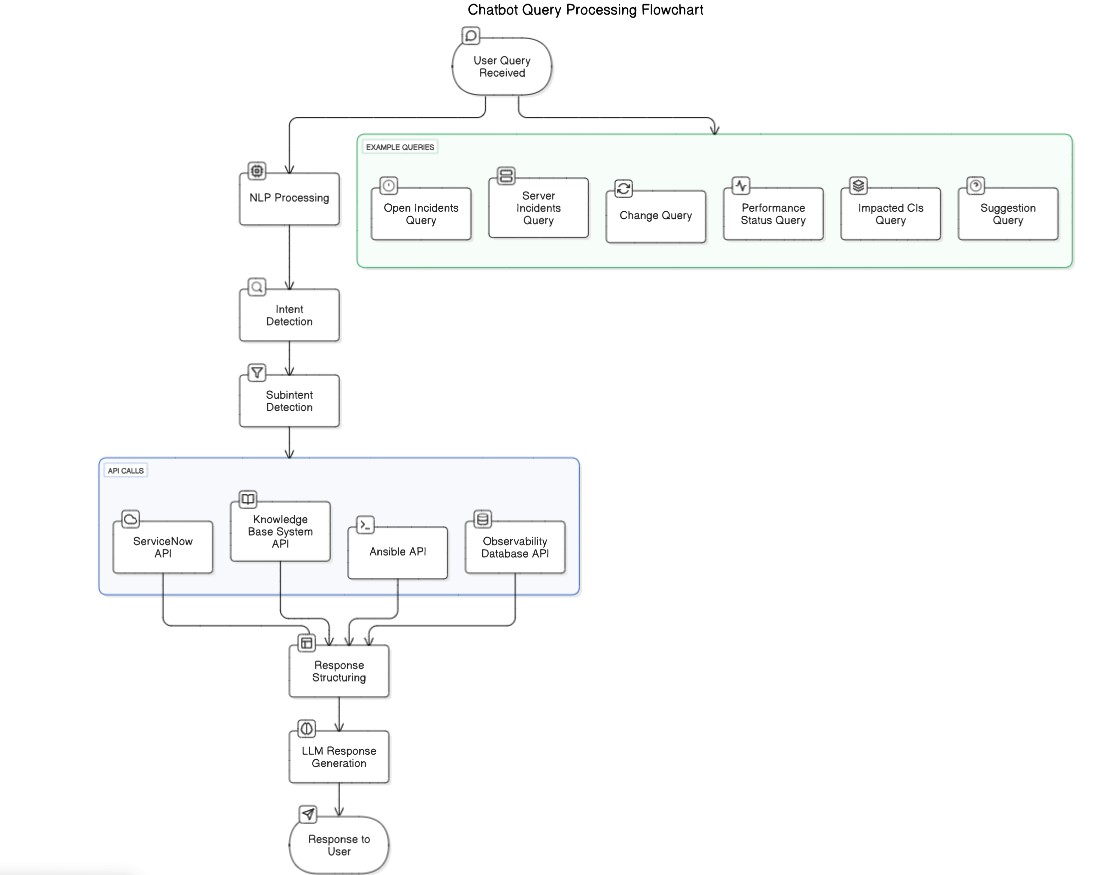 Chatbot Query Processing Flowchart
User Query
Received
EXAMPLE QUERIES
NLP Processing
Open Incidents
Query
Server
Incidents
Query
Change Query
Performance
Status Query
Impacted CIs
Query
Suggestion
Query
Intent
Detection
Subintent
Detection
API CALLS
ServiceNow
API
Knowledge
Base System
API
Ansible API
Observability
Database API
Response
Structuring
LLM Response
Generation
Response to
User